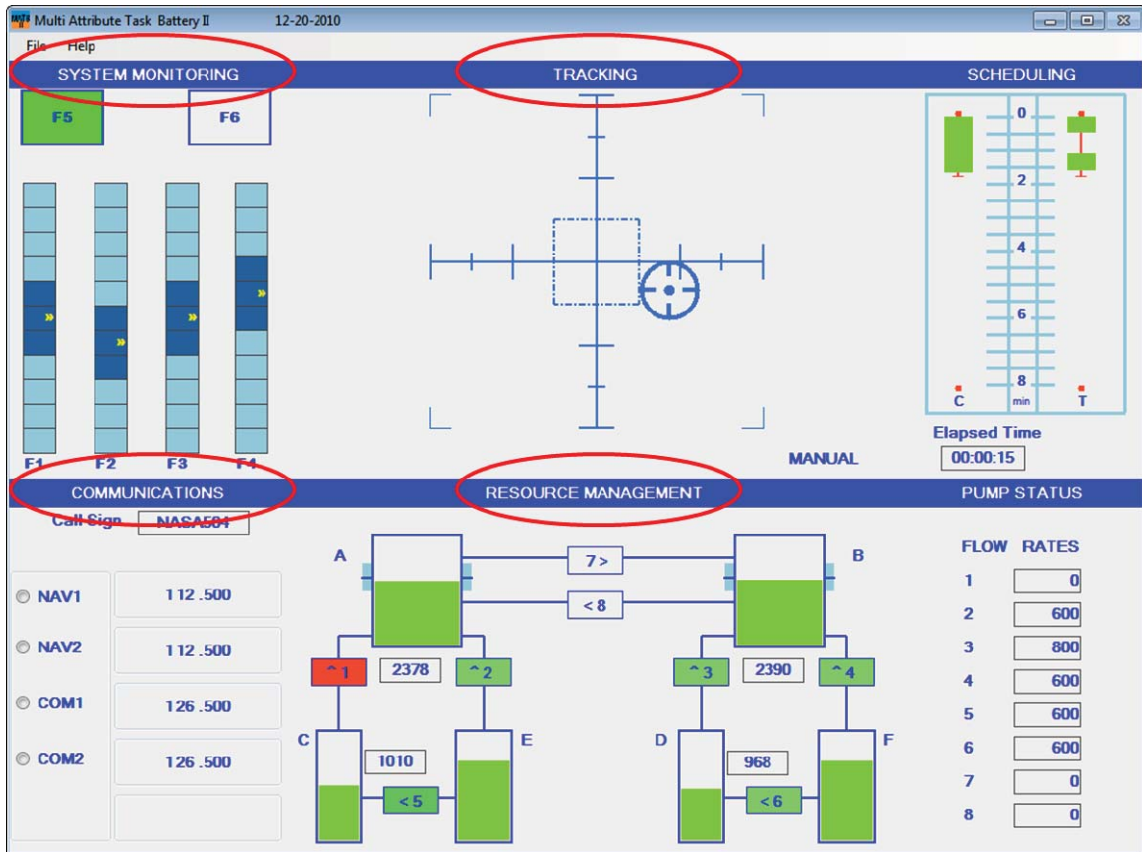 Multi Attribute Task Battery II 12-20-2010
File Help
SYSTEM MONITORING TRACKING SCHEDULING
F5 F6
0
2
4
6
8
C min T
F1 F2 F3 F4
MANUAL
Elapsed Time
00:00:15
COMMUNICATIONS RESOURCE MANAGEMENT PUMP STATUS
Call Sign NASA504
NAV1 112.500
NAV2 112.500
COM1 126.500
COM2 126.500
A 7 > B
< 8
^ 1 2378 ^ 2 ^ 3 2390 ^ 4
C 1010 E D 968 F
< 5 < 6
FLOW RATES
1 0
2 600
3 800
4 600
5 600
6 600
7 0
8 0